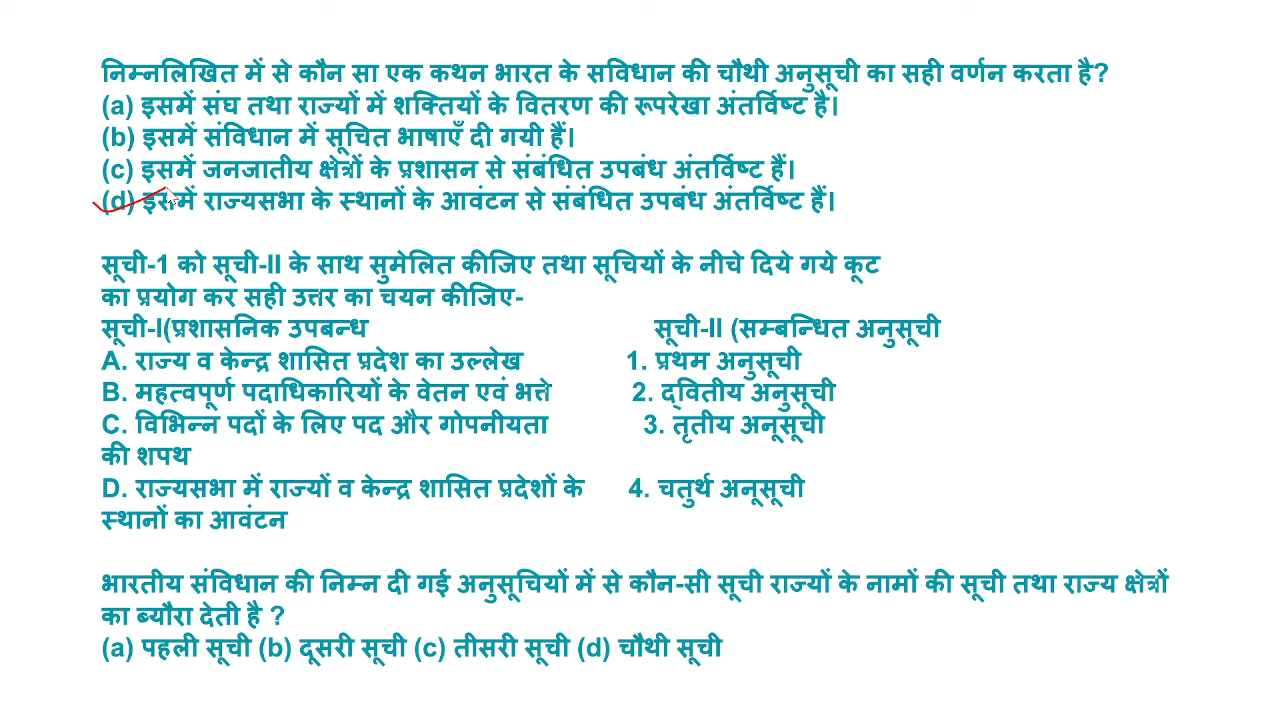 निम्नलिखित में से कौन सा एक कथन भारत के सविधान की चौथी अनुसूची का सही वर्णन करता है?
(a) इसमें संघ तथा राज्यों में शक्तियों के वितरण की रूपरेखा अंतर्विष्ट है।
(b) इसमें संविधान में सूचित भाषाएँ दी गयी हैं।
(c) इसमें जनजातीय क्षेत्रों के प्रशासन से संबंधित उपबंध अंतर्विष्ट हैं।
(d) इसमें राज्यसभा के स्थानों के आवंटन से संबंधित उपबंध अंतर्विष्ट हैं।
सूची-1 को सूची-II के साथ सुमेलित कीजिए तथा सूचियों के नीचे दिये गये कूट
का प्रयोग कर सही उत्तर का चयन कीजिए-
सूची-I(प्रशासनिक उपबन्ध सूची-II (सम्बन्धित अनुसूची
A. राज्य व केन्द्र शासित प्रदेश का उल्लेख 1. प्रथम अनुसूची
B. महत्वपूर्ण पदाधिकारियों के वेतन एवं भत्ते 2. द्वितीय अनुसूची
C. विभिन्न पदों के लिए पद और गोपनीयता 3. तृतीय अनूसूची
की शपथ
D. राज्यसभा में राज्यों व केन्द्र शासित प्रदेशों के 4. चतुर्थ अनूसूची
स्थानों का आवंटन
भारतीय संविधान की निम्न दी गई अनुसूचियों में से कौन-सी सूची राज्यों के नामों की सूची तथा राज्य क्षेत्रों
का ब्यौरा देती है ?
(a) पहली सूची (b) दूसरी सूची (c) तीसरी सूची (d) चौथी सूची